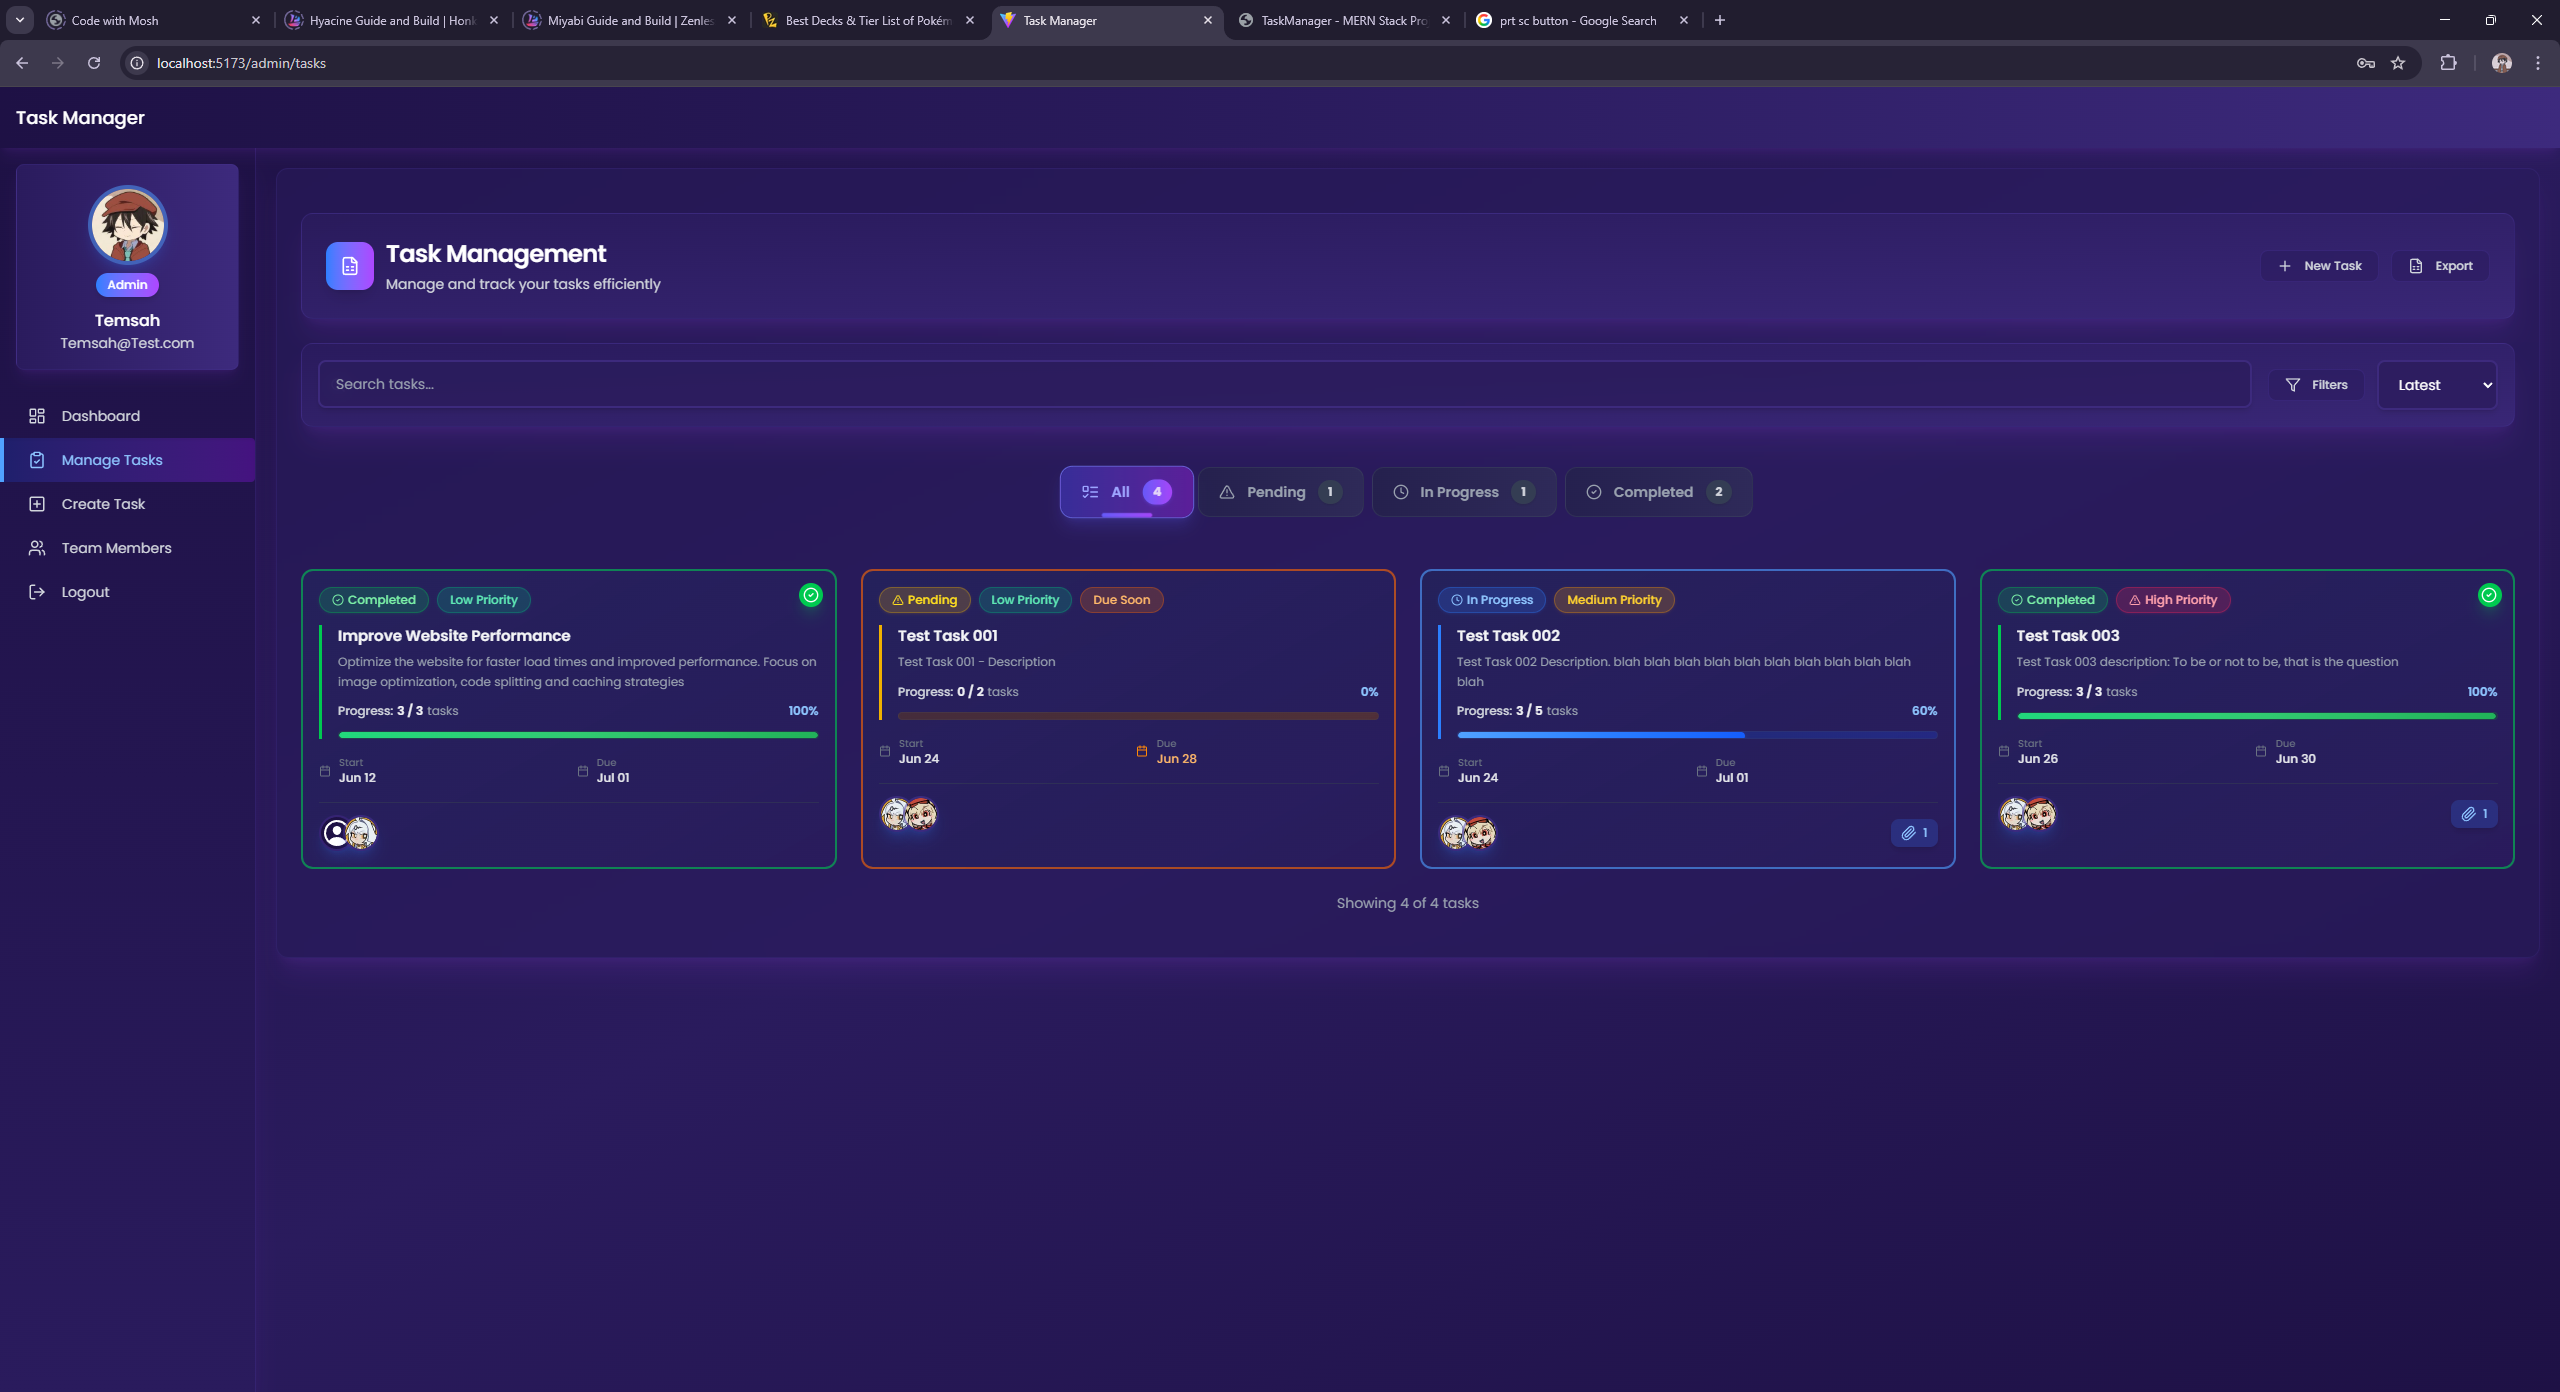 Code with Mosh
Hyacine Guide and Build | Honk
Miyabi Guide and Build | Zenles
Best Decks & Tier List of Pokém
Task Manager
TaskManager - MERN Stack Pro
prt sc button - Google Search
localhost:5173/admin/tasks
Task Manager
Admin
Temsah
Temsah@Test.com
Dashboard
Manage Tasks
Create Task
Team Members
Logout
Task Management
Manage and track your tasks efficiently
New Task
Export
Search tasks...
Filters
Latest
All 4
Pending 1
In Progress 1
Completed 2
Completed Low Priority
Improve Website Performance
Optimize the website for faster load times and improved performance. Focus on
image optimization, code splitting and caching strategies
Progress: 3 / 3 tasks 100%
Start Due
Jun 12 Jul 01
Pending Low Priority Due Soon
Test Task 001
Test Task 001 - Description
Progress: 0 / 2 tasks 0%
Start Due
Jun 24 Jun 28
In Progress Medium Priority
Test Task 002
Test Task 002 Description. blah blah blah blah blah blah blah blah blah blah
blah
Progress: 3 / 5 tasks 60%
Start Due
Jun 24 Jul 01
1
Completed High Priority
Test Task 003
Test Task 003 description: To be or not to be, that is the question
Progress: 3 / 3 tasks 100%
Start Due
Jun 26 Jun 30
1
Showing 4 of 4 tasks